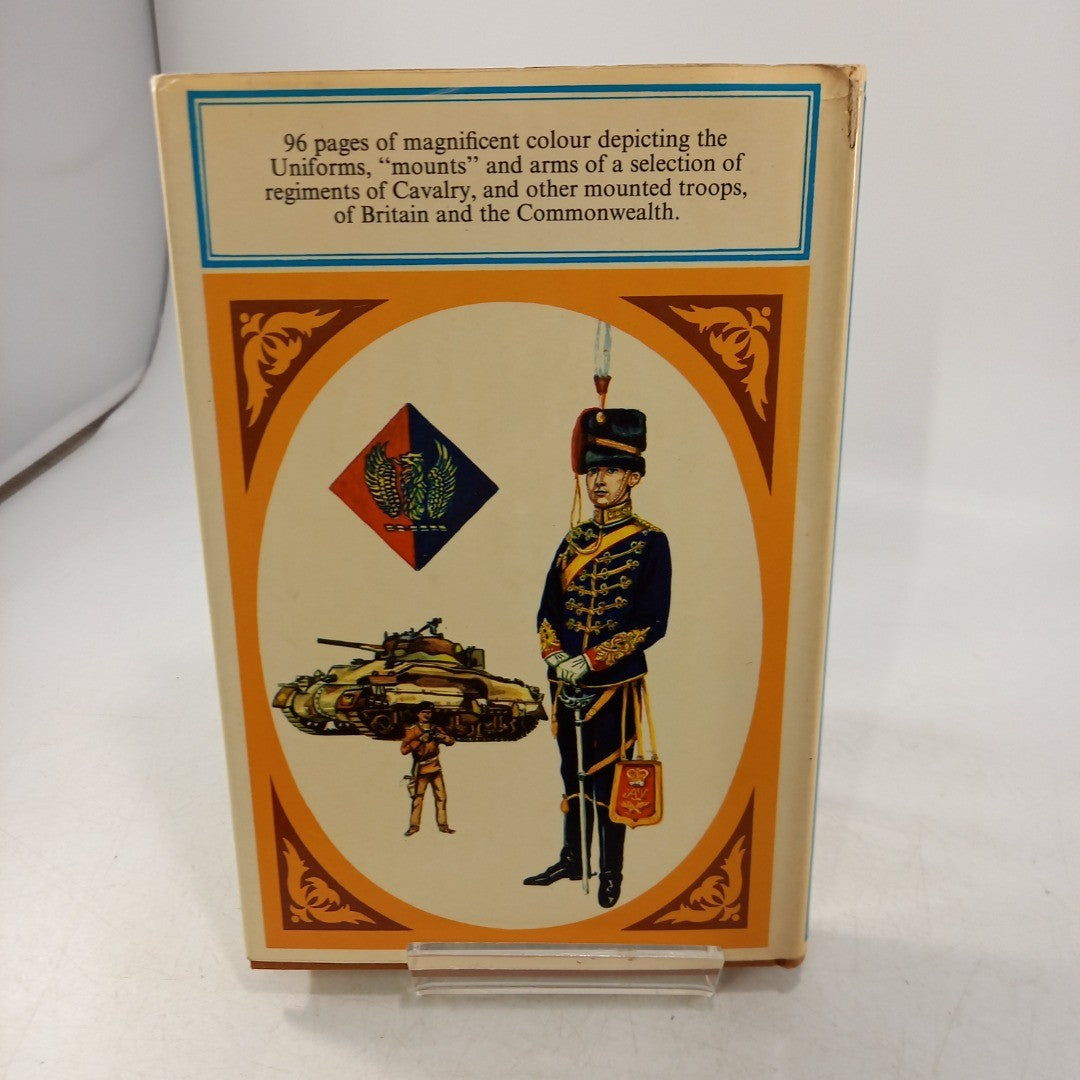 96 pages of magnificent colour depicting the
Uniforms, “mounts” and arms of a selection of
regiments of Cavalry, and other mounted troops,
of Britain and the Commonwealth.